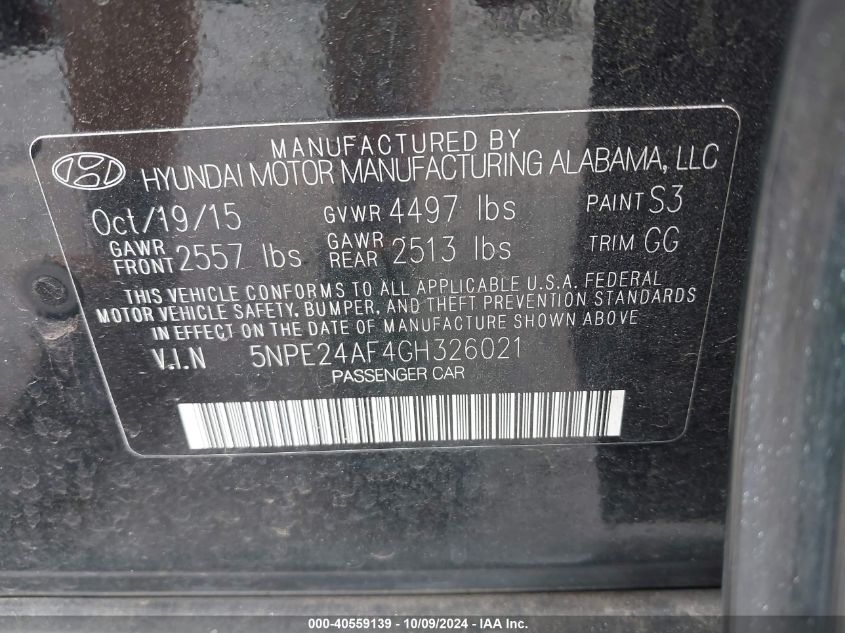 MANUFACTURED BY
HYUNDAI MOTOR MANUFACTURING ALABAMA, LLC
Oct/19/15 GVWR 4497 lbs PAINT S3
GAWR FRONT 2557 lbs GAWR REAR 2513 lbs TRIM GG
THIS VEHICLE CONFORMS TO ALL APPLICABLE U.S.A. FEDERAL
MOTOR VEHICLE SAFETY, BUMPER, AND THEFT PREVENTION STANDARDS
IN EFFECT ON THE DATE OF MANUFACTURE SHOWN ABOVE
V.I.N 5NPE24AF4GH326021
PASSENGER CAR
000-40559139 - 10/09/2024 - IAA Inc.